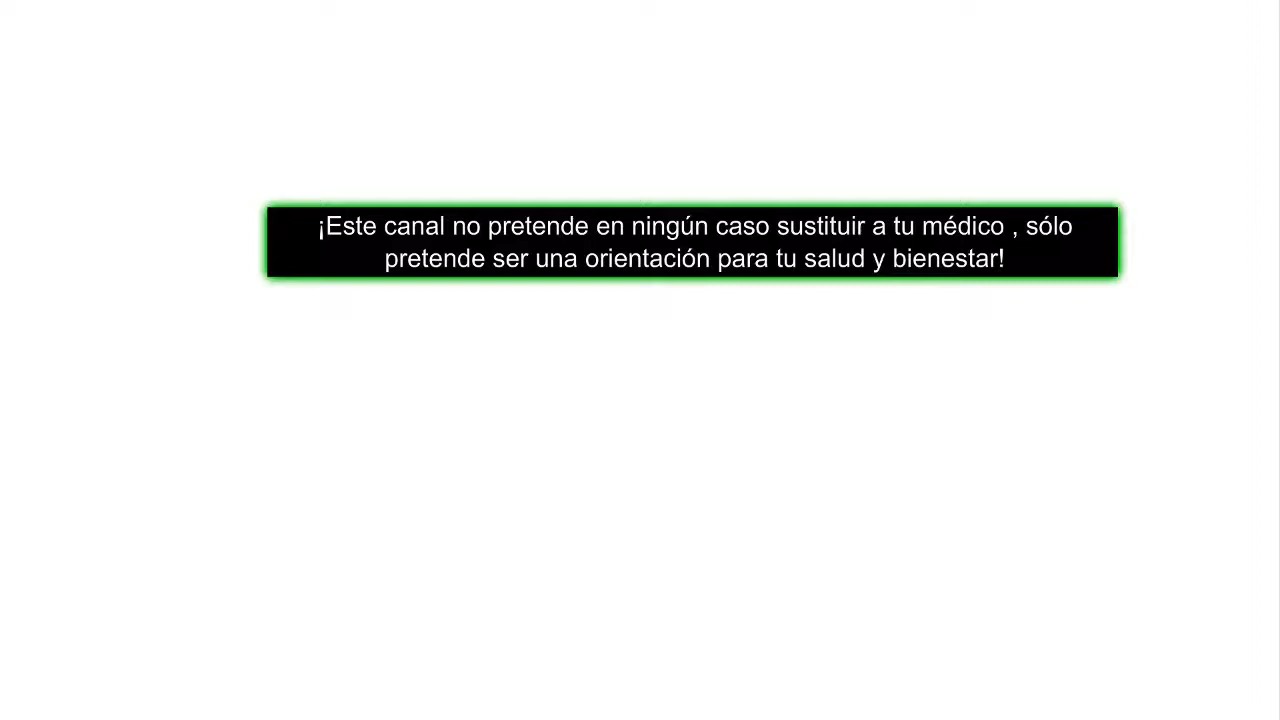 ¡Este canal no pretende en ningún caso sustituir a tu médico , sólo
pretende ser una orientación para tu salud y bienestar!